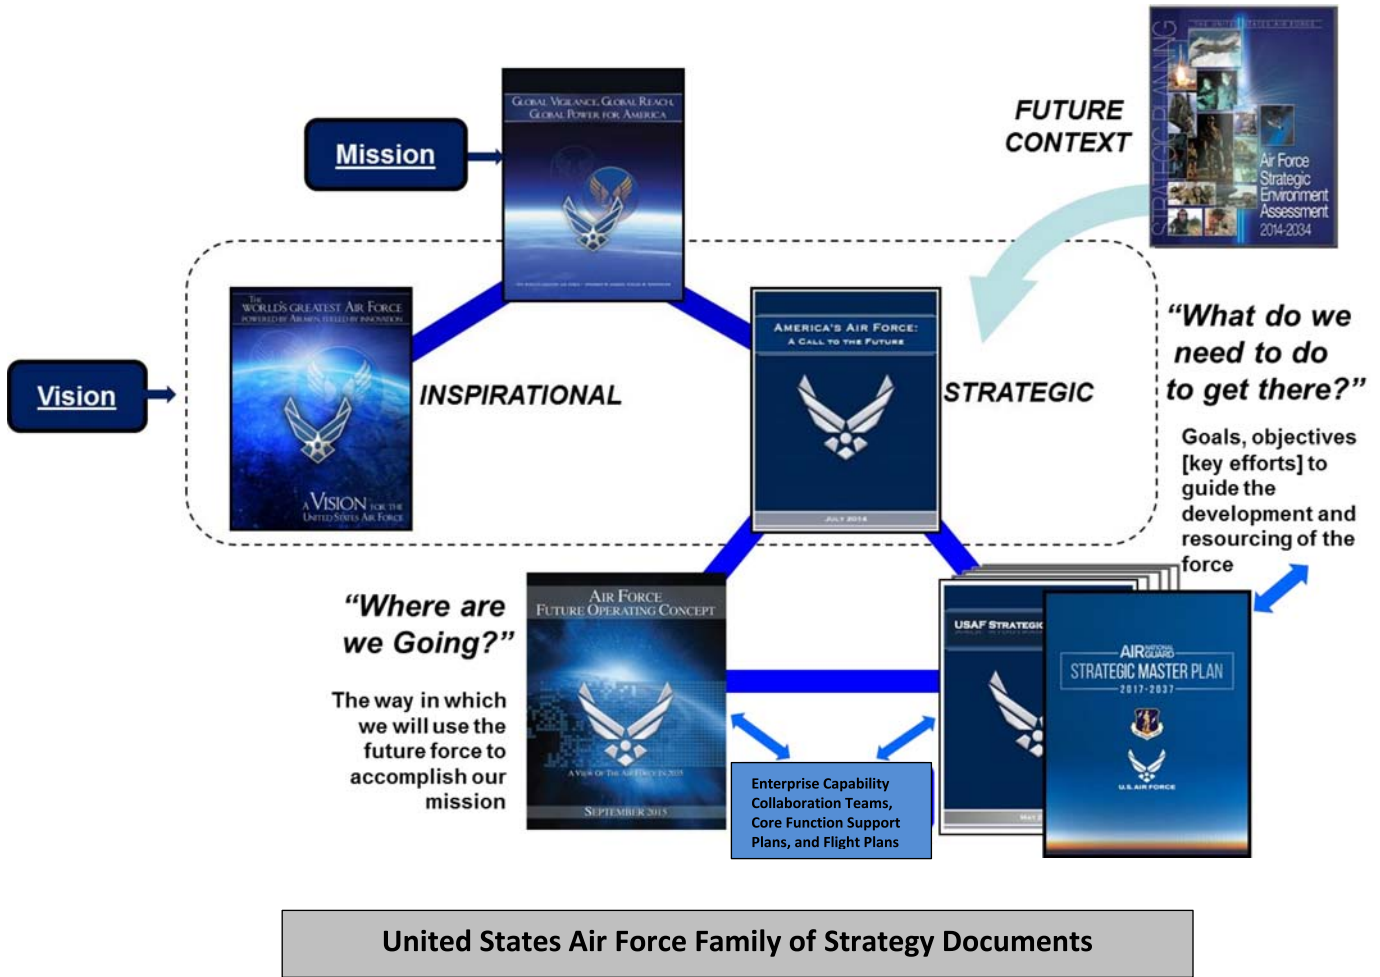 GLOBAL VIGILANCE, GLOBAL REACH,
GLOBAL POWER FOR AMERICA
Mission
FUTURE
CONTEXT
STRATEGIC PLANNING
THE UNITED STATES AIR FORCE
Air Force
Strategic
Environment
Assessment
2014-2034
THE
WORLD'S GREATEST AIR FORCE
POWERED BY AIRMEN, FUELED BY INNOVATION
A VISION FOR THE
UNITED STATES AIR FORCE
Vision
INSPIRATIONAL
AMERICA'S AIR FORCE:
A CALL TO THE FUTURE
JULY 2014
STRATEGIC
“What do we
need to do
to get there?”
Goals, objectives
[key efforts] to
guide the
development and
resourcing of the
force
“Where are
we Going?”
The way in which
we will use the
future force to
accomplish our
mission
AIR FORCE
FUTURE OPERATING CONCEPT
A VIEW OF THE AIR FORCE IN 2035
SEPTEMBER 2015
Enterprise Capability
Collaboration Teams,
Core Function Support
Plans, and Flight Plans
USAF STRATEGIC
MAY 2
AIR NATIONAL GUARD
STRATEGIC MASTER PLAN
2017-2037
U.S. AIR FORCE
United States Air Force Family of Strategy Documents